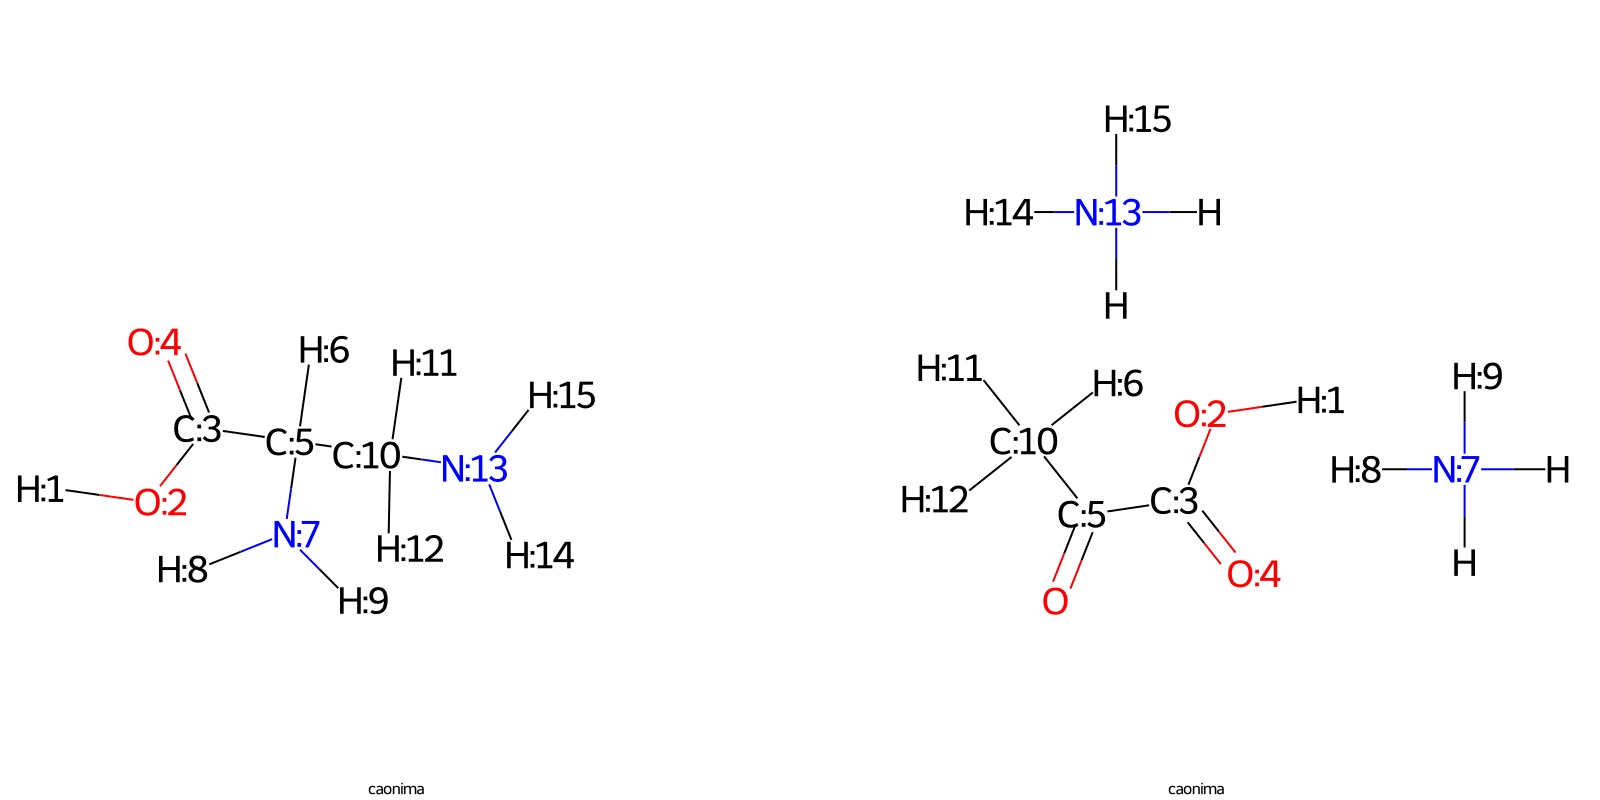 H:15
H:14 N:13 H
H
O:4 H:6 H:11 H:15
C:3 C:5 C:10 N:13
H:1 O:2
N:7 H:12 H:14
H:8 H:9
H:11 H:6 O:2 H:1 H:9
C:10 H:8 N:7 H
H:12 C:5 C:3
O O:4 H
caonima caonima